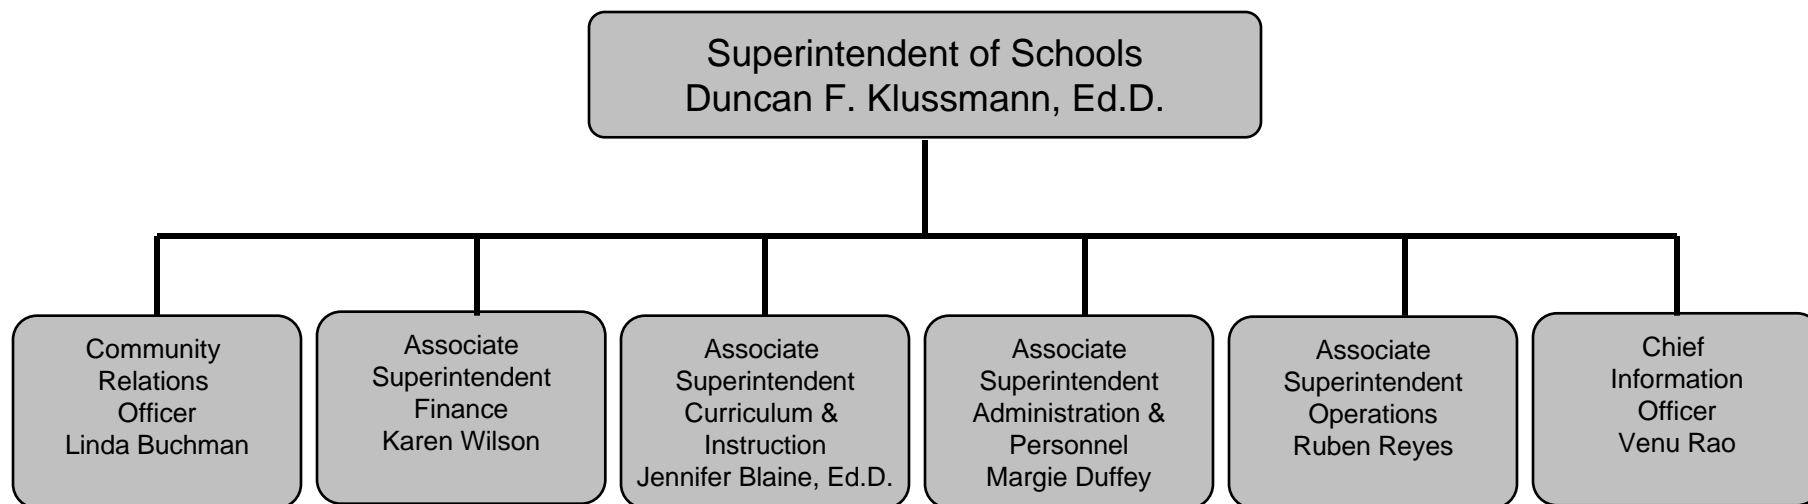 Superintendent of Schools
Duncan F. Klussmann, Ed.D.
Community
Relations
Officer
Linda Buchman
Associate
Superintendent
Finance
Karen Wilson
Associate
Superintendent
Curriculum &
Instruction
Jennifer Blaine, Ed.D.
Associate
Superintendent
Administration &
Personnel
Margie Duffey
Associate
Superintendent
Operations
Ruben Reyes
Chief
Information
Officer
Venu Rao